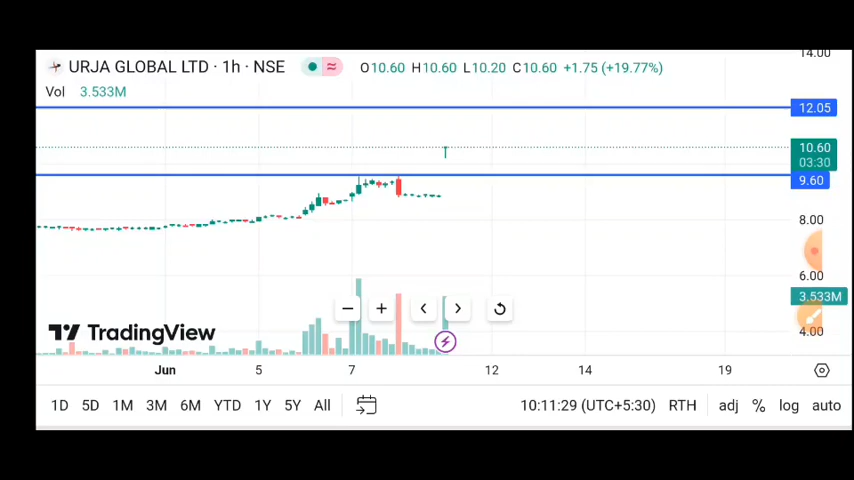 14.00
URJA GLOBAL LTD · 1h · NSE O10.60 H10.60 L10.20 C10.60 +1.75 (+19.77%)
Vol 3.533M
12.05
10.60
03:30
9.60
8.00
6.00
3.533M
4.00
TradingView
Jun 5 7 12 14 19
1D 5D 1M 3M 6M YTD 1Y 5Y All 10:11:29 (UTC+5:30) RTH adj % log auto